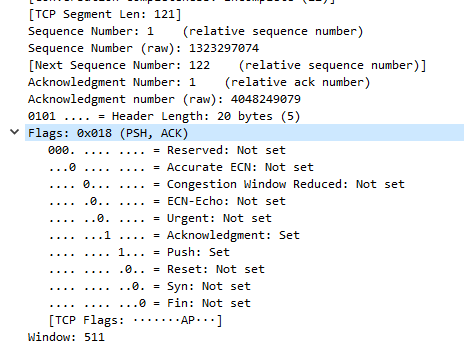 [TCP Segment Len: 121]
Sequence Number: 1    (relative sequence number)
Sequence Number (raw): 1323297074
[Next Sequence Number: 122    (relative sequence number)]
Acknowledgment Number: 1    (relative ack number)
Acknowledgment number (raw): 4048249079
0101 .... = Header Length: 20 bytes (5)
Flags: 0x018 (PSH, ACK)
000. .... .... = Reserved: Not set
...0 .... .... = Accurate ECN: Not set
.... 0... .... = Congestion Window Reduced: Not set
.... .0.. .... = ECN-Echo: Not set
.... ..0. .... = Urgent: Not set
.... ...1 .... = Acknowledgment: Set
.... .... 1... = Push: Set
.... .... .0.. = Reset: Not set
.... .... ..0. = Syn: Not set
.... .... ...0 = Fin: Not set
[TCP Flags: ·······AP···]
Window: 511